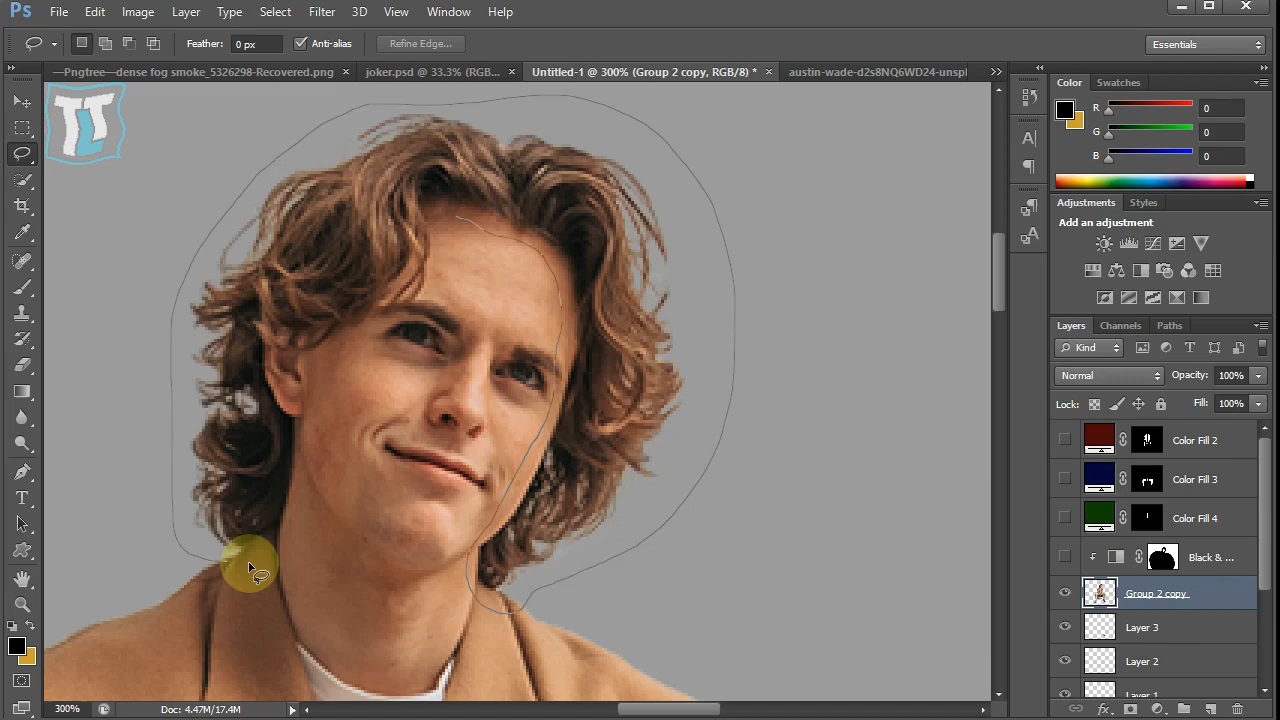 Ps File Edit Image Layer Type Select Filter 3D View Window Help
Feather: 0 px Anti-alias Refine Edge... Essentials
—Pngtree—dense fog smoke_5326298-Recovered.png × joker.psd @ 33.3% (RGB... × Untitled-1 @ 300% (Group 2 copy, RGB/8) * × austin-wade-d2s8NQ6WD24-unspl
Color Swatches
R 0
G 0
B 0
Adjustments Styles
Add an adjustment
Layers Channels Paths
Kind
Normal Opacity: 100%
Lock: Fill: 100%
Color Fill 2
Color Fill 3
Color Fill 4
Black & ...
Group 2 copy
Layer 3
Layer 2
Layer 1
300% Doc: 4.47M/17.4M